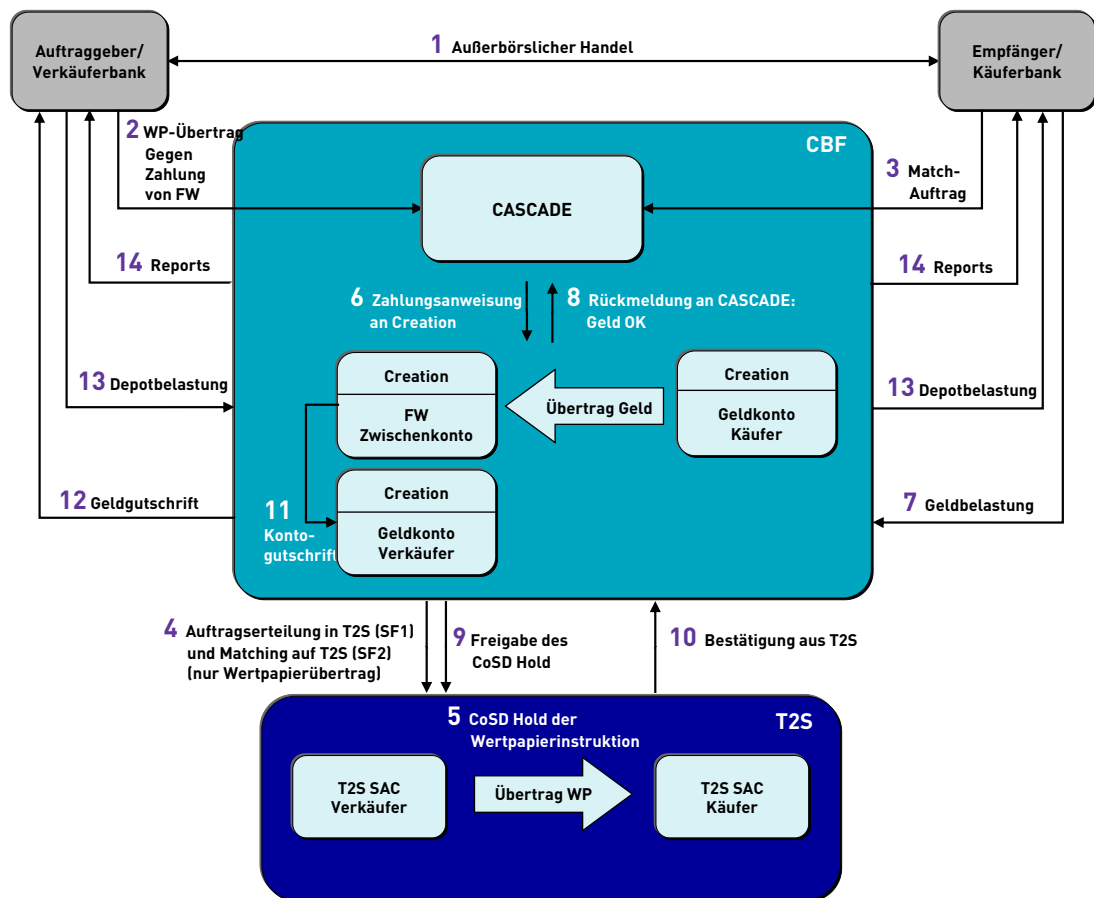 Auftraggeber/
Verkäuferbank
1 Außerbörslicher Handel
Empfänger/
Käuferbank
2 WP-Übertrag
Gegen
Zahlung
von FW
CBF
CASCADE
3 Match-
Auftrag
14 Reports
14 Reports
6 Zahlungsanweisung
an Creation
8 Rückmeldung an CASCADE:
Geld OK
13 Depotbelastung
Creation
FW
Zwischenkonto
Übertrag Geld
Creation
Geldkonto
Käufer
13 Depotbelastung
12 Geldgutschrift
11
Konto-
gutschrift
Creation
Geldkonto
Verkäufer
7 Geldbelastung
4 Auftragserteilung in T2S (SF1)
und Matching auf T2S (SF2)
(nur Wertpapierübertrag)
9 Freigabe des
CoSD Hold
10 Bestätigung aus T2S
5 CoSD Hold der
Wertpapierinstruktion
T2S
T2S SAC
Verkäufer
Übertrag WP
T2S SAC
Käufer